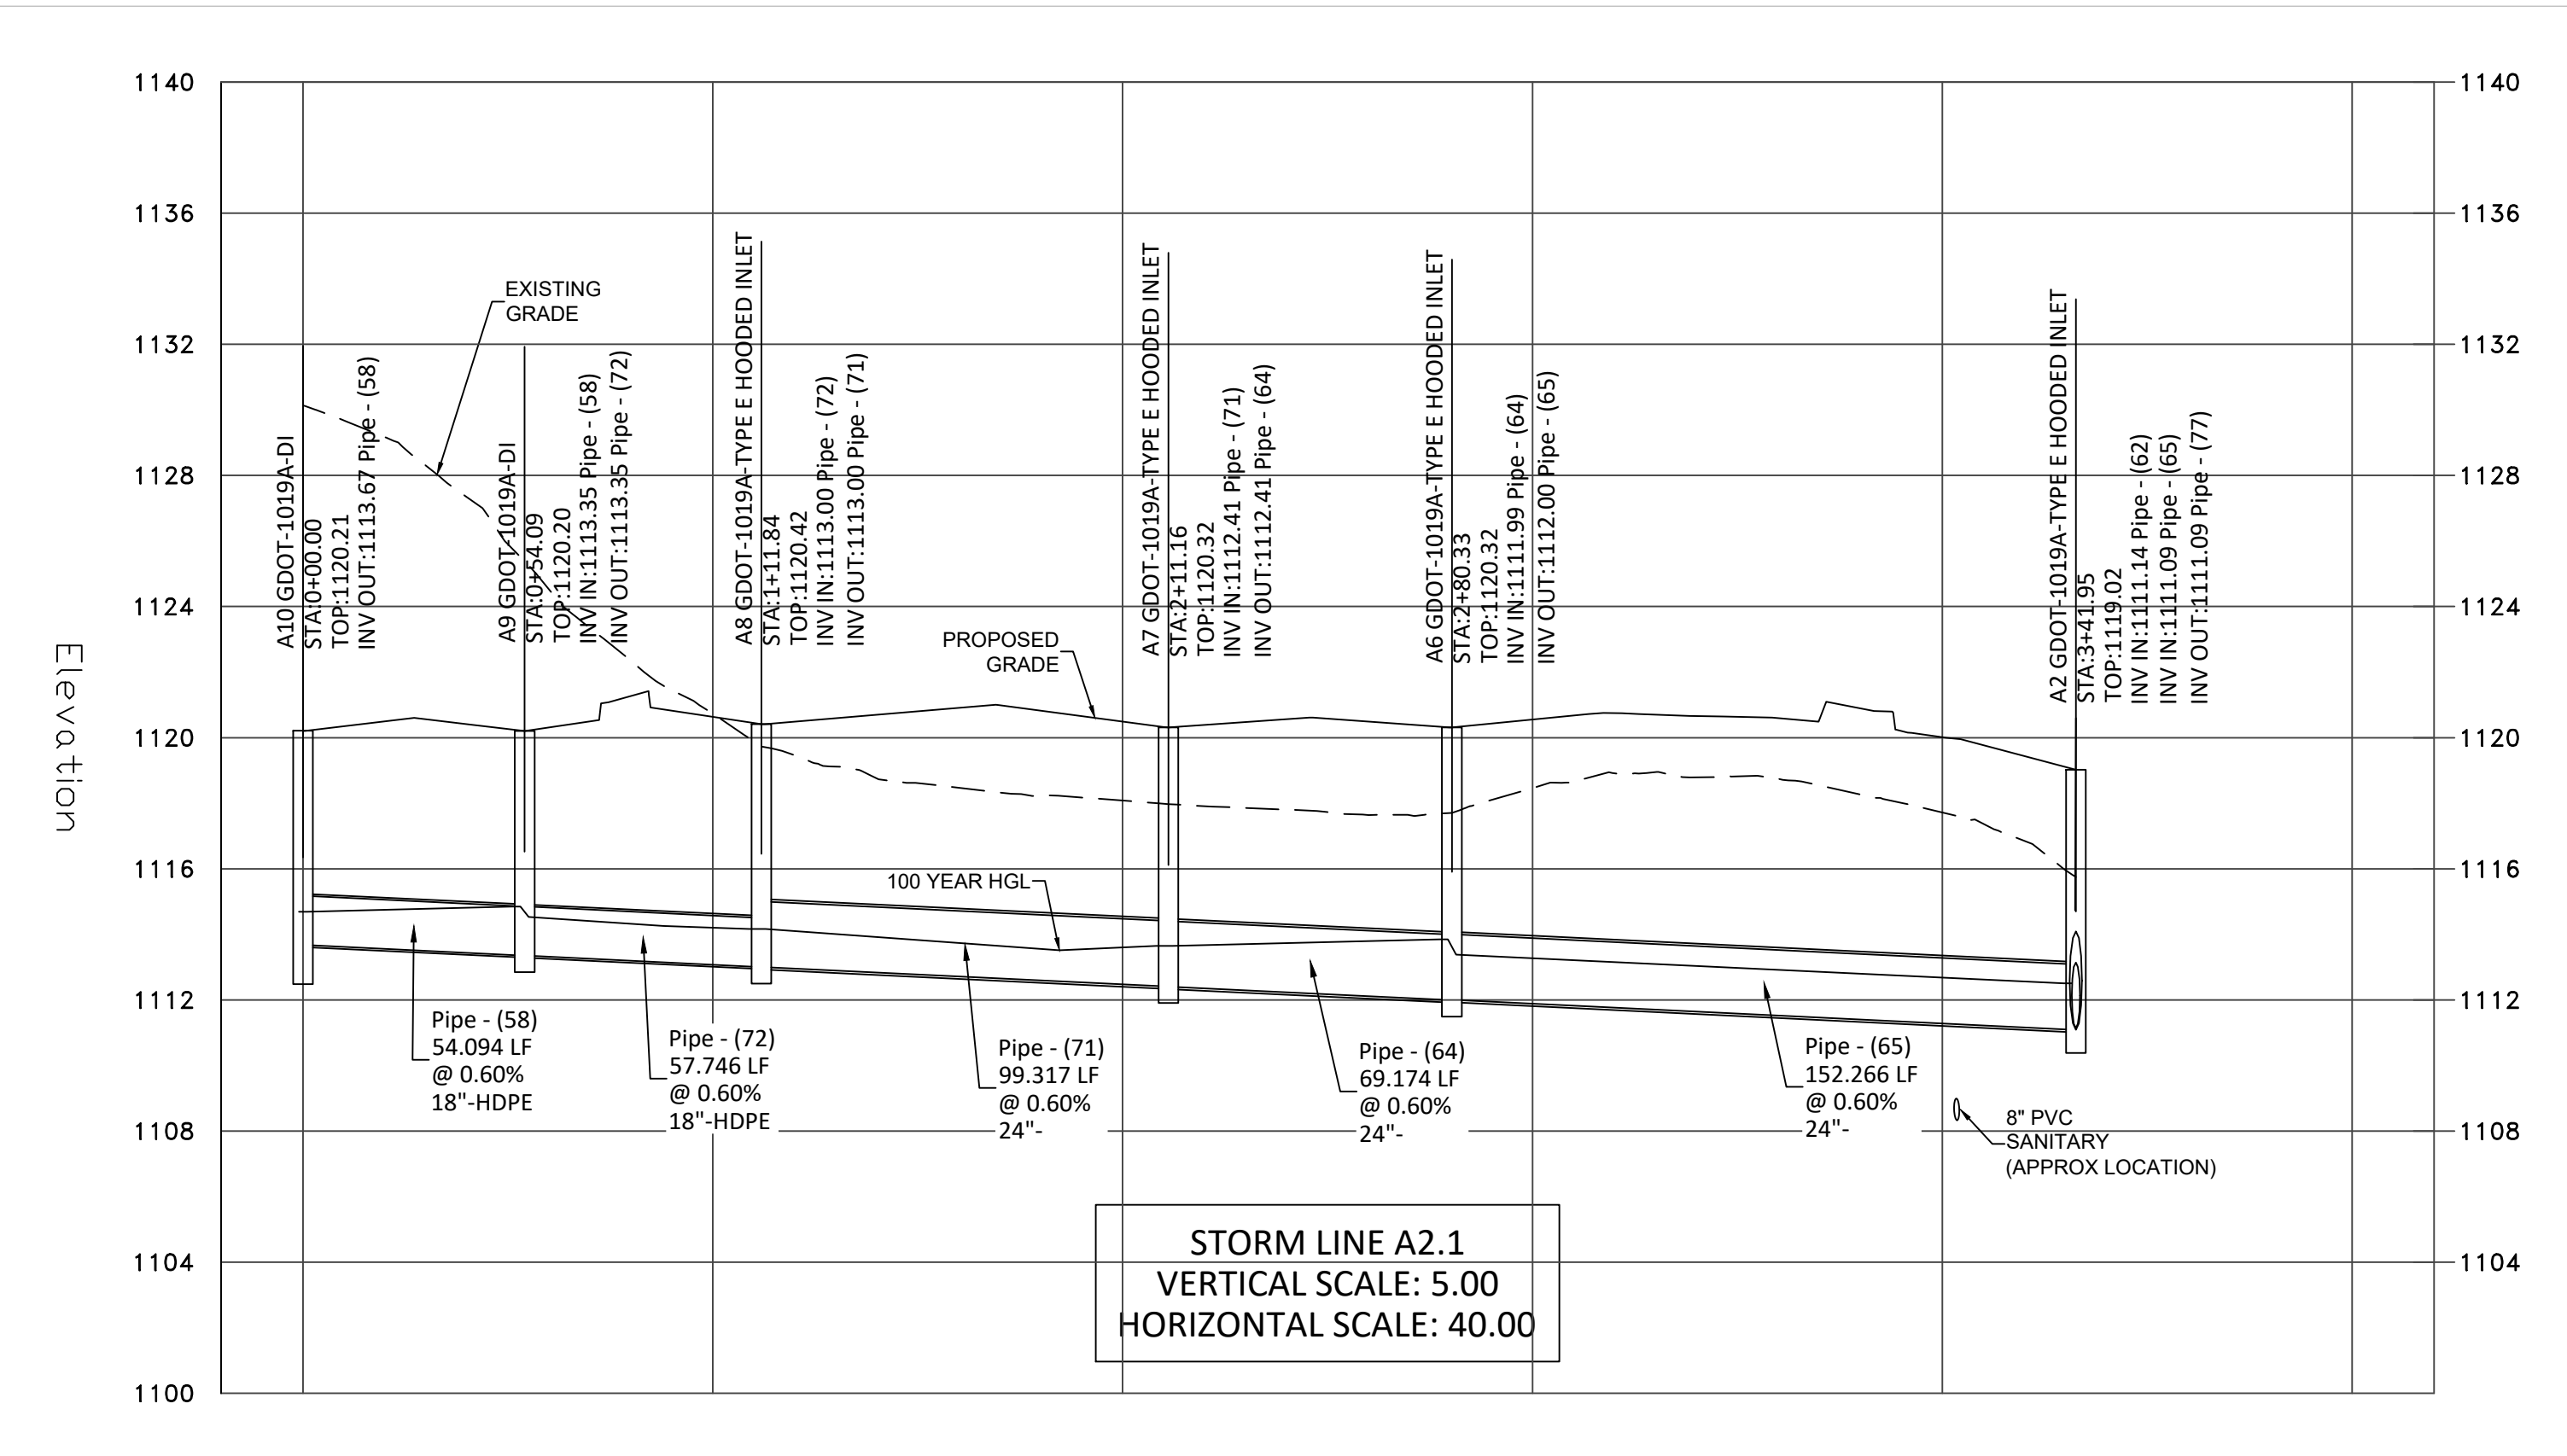 1140
1140
1136
1136
1132
1132
1128
1128
1124
1124
1120
1120
1116
1116
1112
1112
1108
1108
1104
1104
1100
Elevation
EXISTING
GRADE
A10 GDOT-1019A-DI
STA:0+00.00
TOP:1120.21
INV OUT:1113.67 Pipe - (58)
A9 GDOT-1019A-DI
STA:0+54.09
TOP:1120.20
INV IN:1113.35 Pipe - (58)
INV OUT:1113.35 Pipe - (72)
A8 GDOT-1019A-TYPE E HOODED INLET
STA:1+11.84
TOP:1120.42
INV IN:1113.00 Pipe - (72)
INV OUT:1113.00 Pipe - (71)
PROPOSED
GRADE
A7 GDOT-1019A-TYPE E HOODED INLET
STA:2+11.16
TOP:1120.32
INV IN:1112.41 Pipe - (71)
INV OUT:1112.41 Pipe - (64)
A6 GDOT-1019A-TYPE E HOODED INLET
STA:2+80.33
TOP:1120.32
INV IN:1111.99 Pipe - (64)
INV OUT:1112.00 Pipe - (65)
A2 GDOT-1019A-TYPE E HOODED INLET
STA:3+41.95
TOP:1119.02
INV IN:1111.14 Pipe - (62)
INV IN:1111.09 Pipe - (65)
INV OUT:1111.09 Pipe - (77)
100 YEAR HGL
Pipe - (58)
54.094 LF
@ 0.60%
18"-HDPE
Pipe - (72)
57.746 LF
@ 0.60%
18"-HDPE
Pipe - (71)
99.317 LF
@ 0.60%
24"-
Pipe - (64)
69.174 LF
@ 0.60%
24"-
Pipe - (65)
152.266 LF
@ 0.60%
24"-
8" PVC
SANITARY
(APPROX LOCATION)
STORM LINE A2.1
VERTICAL SCALE: 5.00
HORIZONTAL SCALE: 40.00